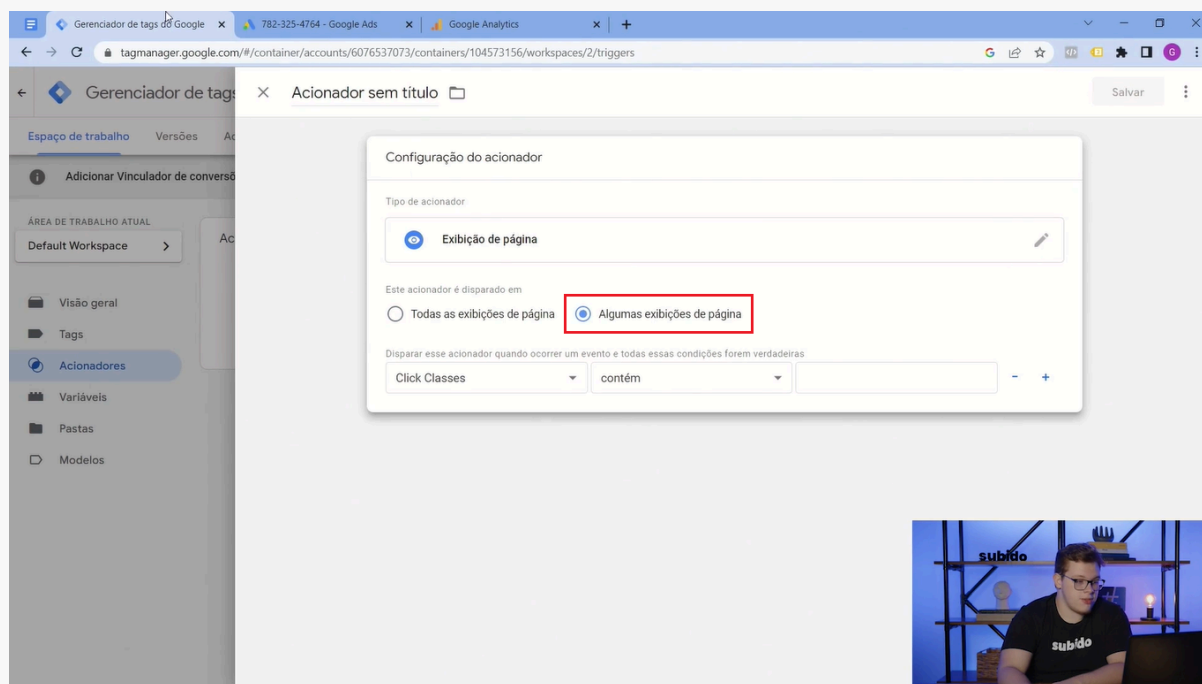 Gerenciador de tags do Google
782-325-4764 - Google Ads
Google Analytics
tagmanager.google.com/#/container/accounts/6076537073/containers/104573156/workspaces/2/triggers
G
Gerenciador de tags
Acionador sem título
Salvar
Espaço de trabalho
Versões
Ad
Adicionar Vinculador de conversõ
ÁREA DE TRABALHO ATUAL
Default Workspace
Ac
Visão geral
Tags
Acionadores
Variáveis
Pastas
Modelos
Configuração do acionador
Tipo de acionador
Exibição de página
Este acionador é disparado em
Todas as exibições de página
Algumas exibições de página
Disparar esse acionador quando ocorrer um evento e todas essas condições forem verdadeiras
Click Classes
contém
subido
subido